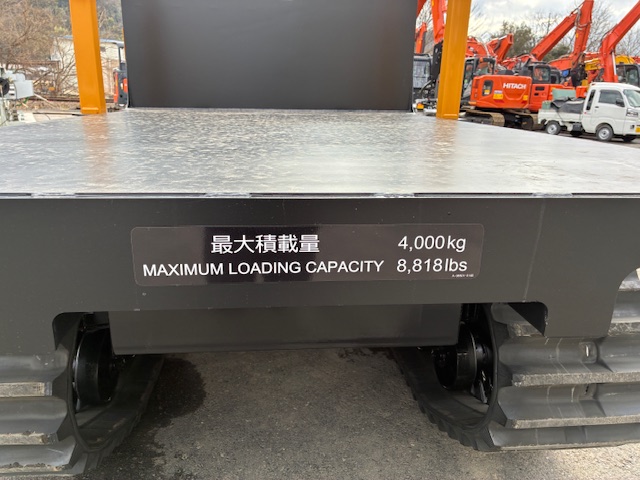 HITACHI
最大積載量 4,000kg
MAXIMUM LOADING CAPACITY 8,818lbs